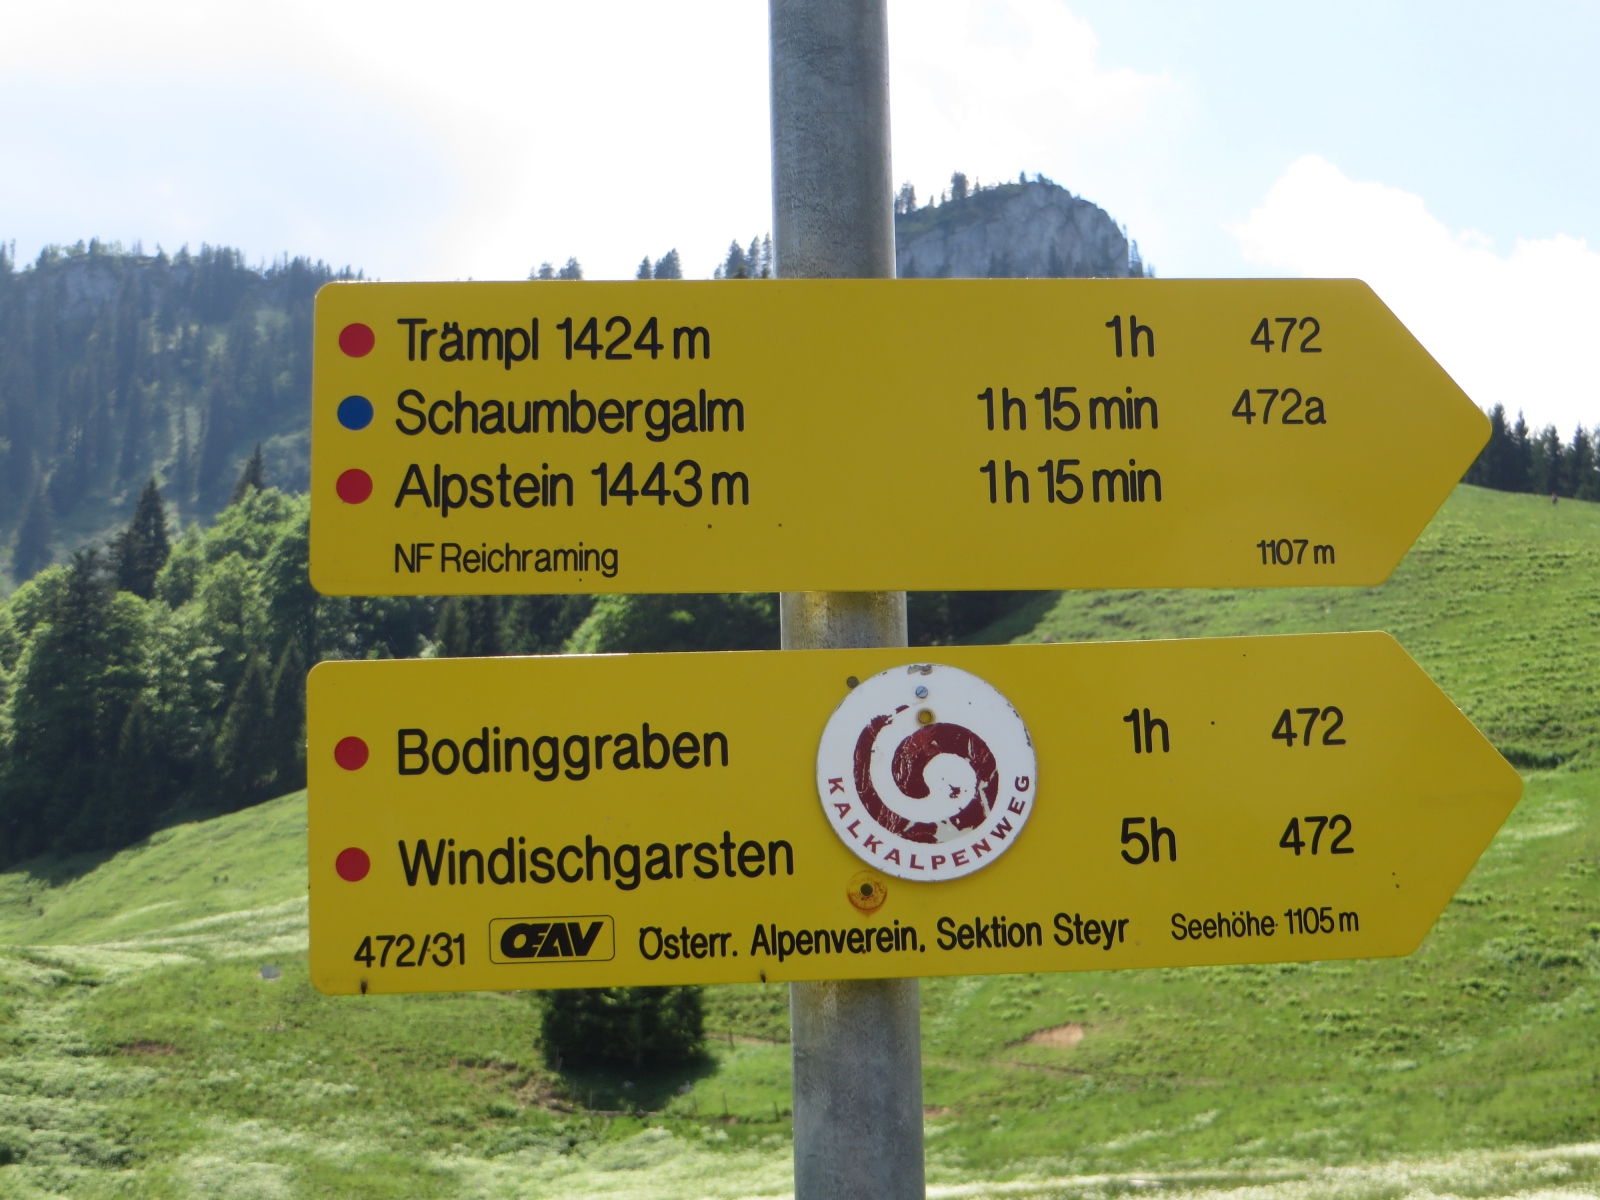 Trämpl 1424 m 1h 472
Schaumbergalm 1h 15 min 472a
Alpstein 1443 m 1h 15 min
NF Reichraming 1107 m
Bodinggraben 1h 472
KALKALPENWEG
Windischgarsten 5h 472
472/31 OEAV Österr. Alpenverein, Sektion Steyr Seehöhe 1105 m